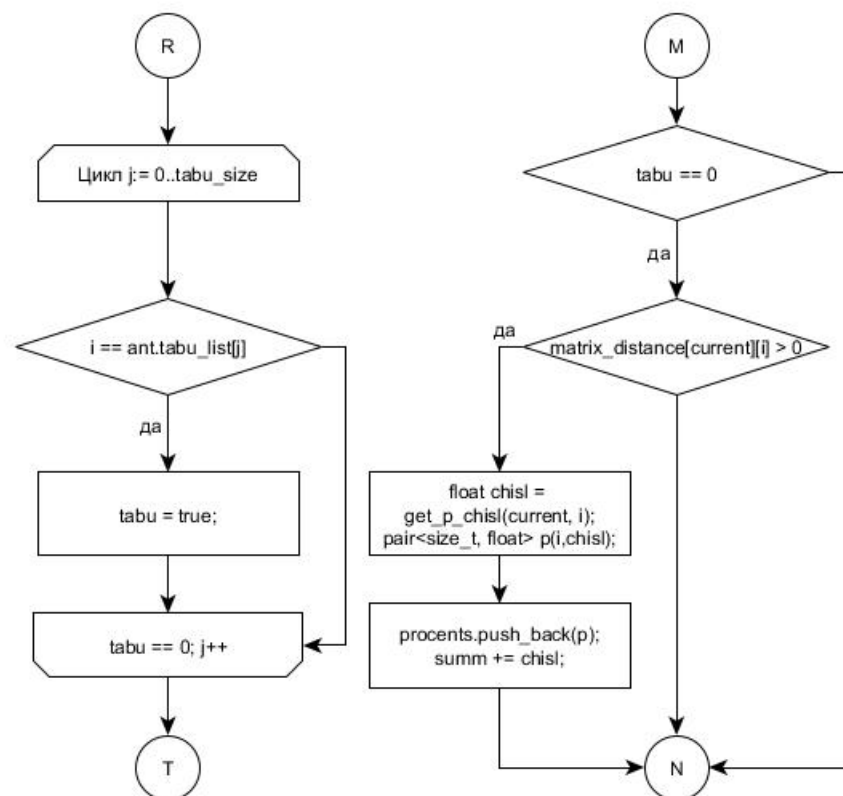 R
Цикл j:= 0..tabu_size
i == ant.tabu_list[j]
да
tabu = true;
tabu == 0; j++
T
M
tabu == 0
да
matrix_distance[current][i] > 0
да
float chisl =
get_p_chisl(current, i);
pair<size_t, float> p(i,chisl);
procents.push_back(p);
summ += chisl;
N